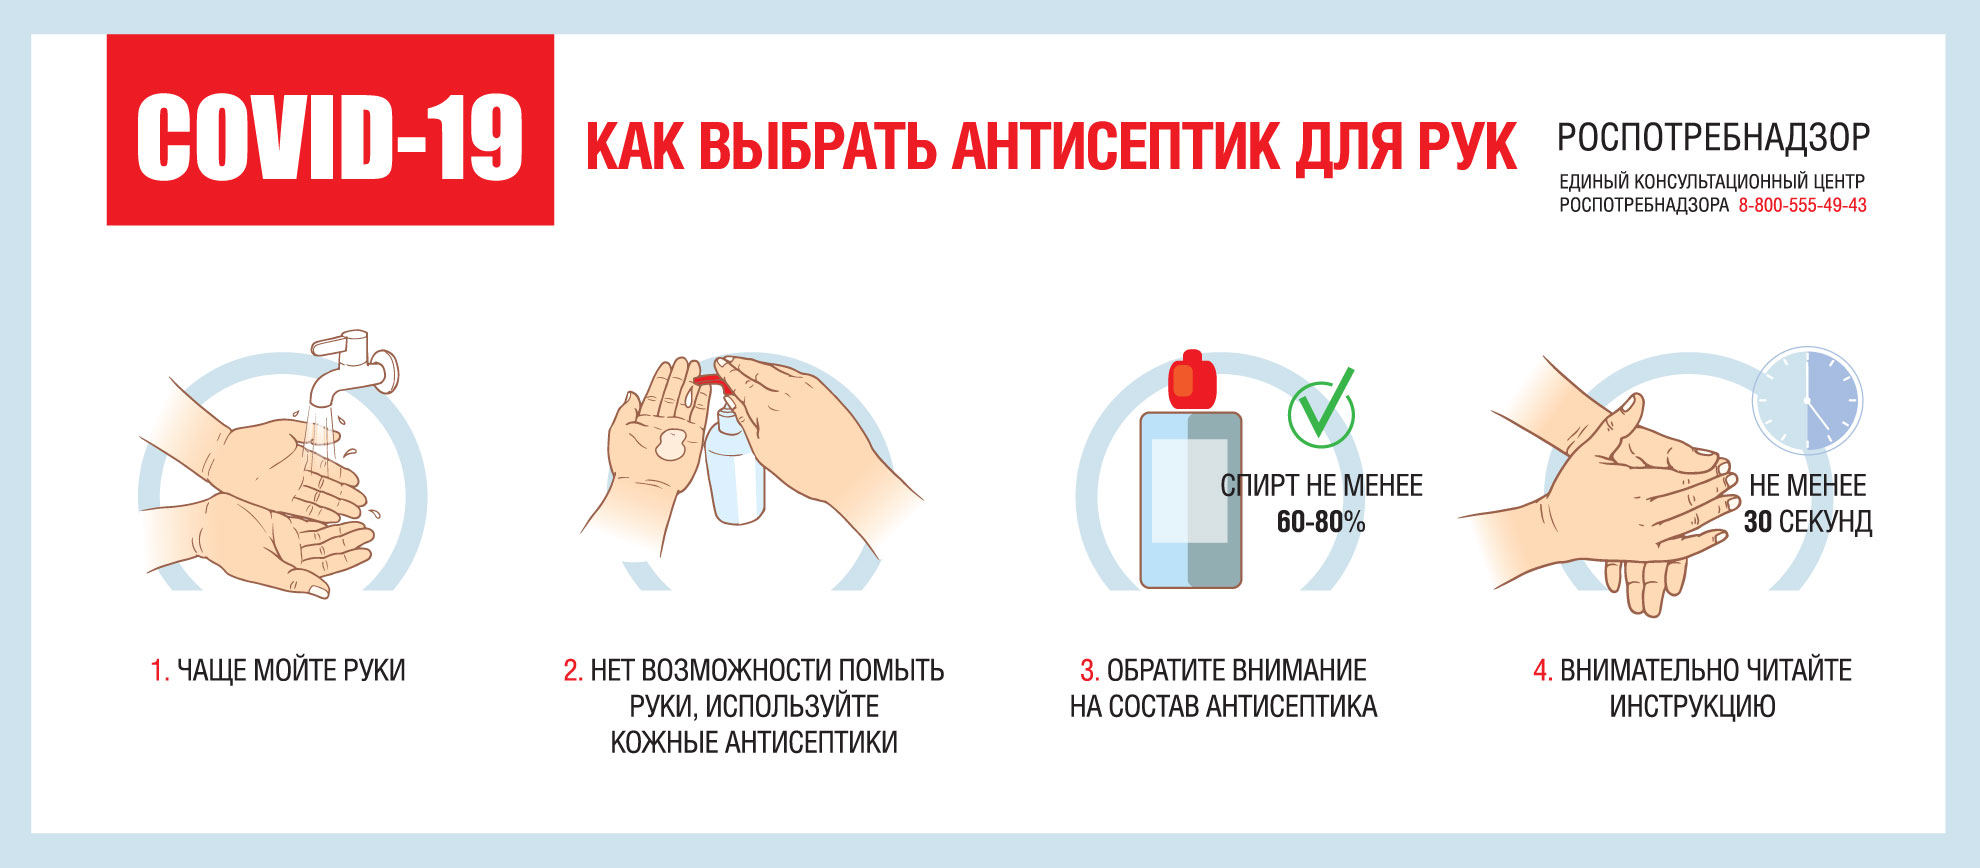 COVID-19
КАК ВЫБРАТЬ АНТИСЕПТИК ДЛЯ РУК
РОСПОТРЕБНАДЗОР
ЕДИНЫЙ КОНСУЛЬТАЦИОННЫЙ ЦЕНТР
РОСПОТРЕБНАДЗОРА 8-800-555-49-43
1. ЧАЩЕ МОЙТЕ РУКИ
2. НЕТ ВОЗМОЖНОСТИ ПОМЫТЬ
РУКИ, ИСПОЛЬЗУЙТЕ
КОЖНЫЕ АНТИСЕПТИКИ
СПИРТ НЕ МЕНЕЕ
60-80%
3. ОБРАТИТЕ ВНИМАНИЕ
НА СОСТАВ АНТИСЕПТИКА
НЕ МЕНЕЕ
30 СЕКУНД
4. ВНИМАТЕЛЬНО ЧИТАЙТЕ
ИНСТРУКЦИЮ